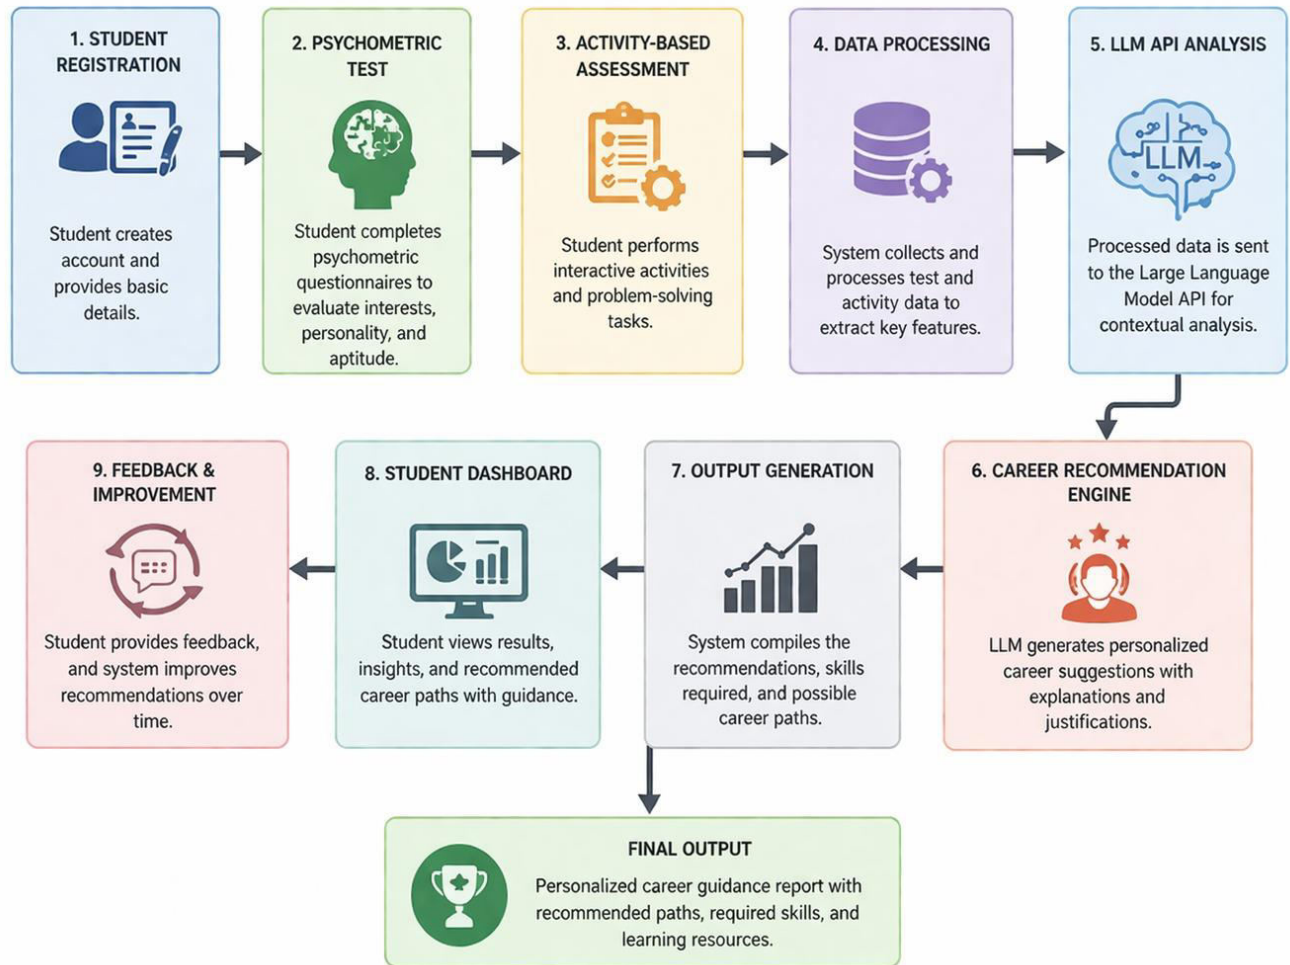 1. STUDENT
REGISTRATION
Student creates
account and
provides basic
details.
2. PSYCHOMETRIC
TEST
Student completes
psychometric
questionnaires to
evaluate interests,
personality, and
aptitude.
3. ACTIVITY-BASED
ASSESSMENT
Student performs
interactive activities
and problem-solving
tasks.
4. DATA PROCESSING
System collects and
processes test and
activity data to
extract key features.
5. LLM API ANALYSIS
LLM
Processed data is sent
to the Large Language
Model API for
contextual analysis.
6. CAREER RECOMMENDATION
ENGINE
LLM generates personalized
career suggestions with
explanations and
justifications.
7. OUTPUT GENERATION
System compiles the
recommendations, skills
required, and possible
career paths.
8. STUDENT DASHBOARD
Student views results,
insights, and recommended
career paths with guidance.
9. FEEDBACK &
IMPROVEMENT
Student provides feedback,
and system improves
recommendations over
time.
FINAL OUTPUT
Personalized career guidance report with
recommended paths, required skills, and
learning resources.